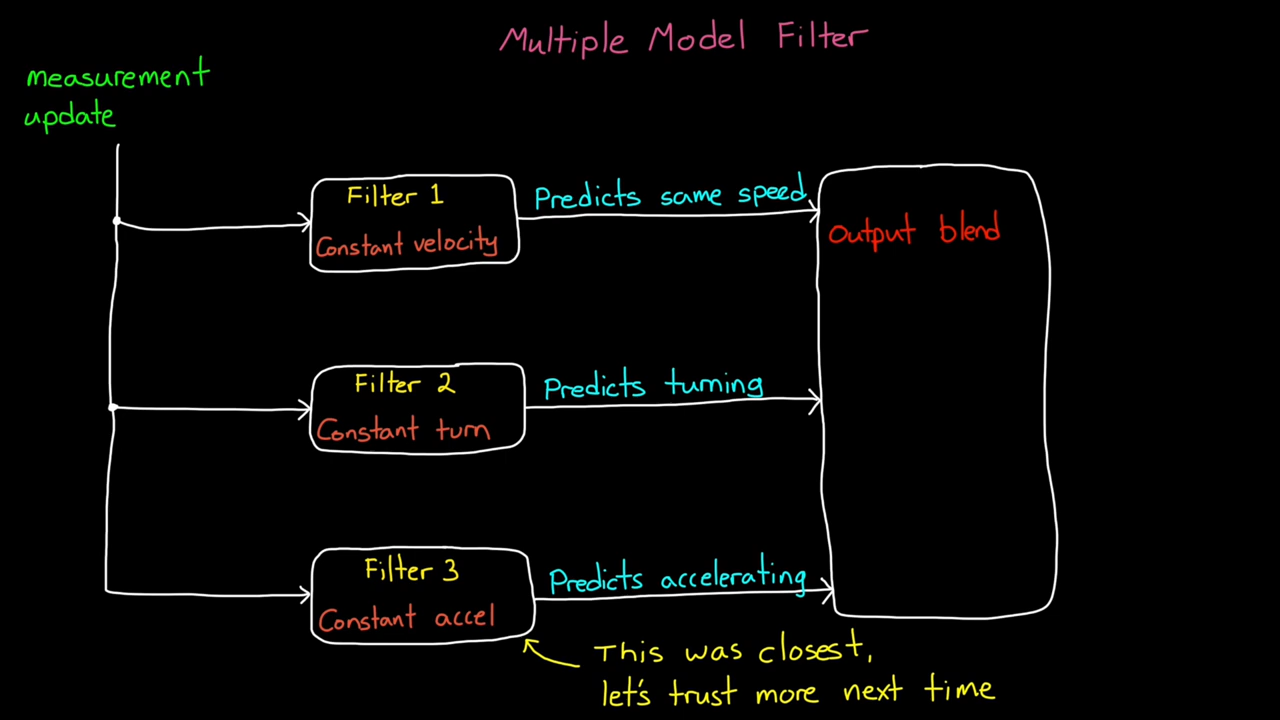 Multiple Model Filter
measurement
update
Filter 1
Constant velocity
Predicts same speed
Output blend
Filter 2
Constant turn
Predicts turning
Filter 3
Constant accel
Predicts accelerating
This was closest,
let's trust more next time